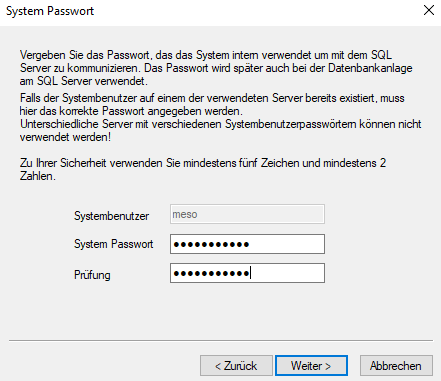 System Passwort
Vergeben Sie das Passwort, das das System intern verwendet um mit dem SQL
Server zu kommunizieren. Das Passwort wird später auch bei der Datenbankanlage
am SQL Server verwendet.
Falls der Systembenutzer auf einem der verwendeten Server bereits existiert, muss
hier das korrekte Passwort angegeben werden.
Unterschiedliche Server mit verschiedenen Systembenutzerpasswörtern können nicht
verwendet werden!
Zu Ihrer Sicherheit verwenden Sie mindestens fünf Zeichen und mindestens 2
Zahlen.
Systembenutzer meso
System Passwort ●●●●●●●●●●●
Prüfung ●●●●●●●●●●●
< Zurück Weiter > Abbrechen